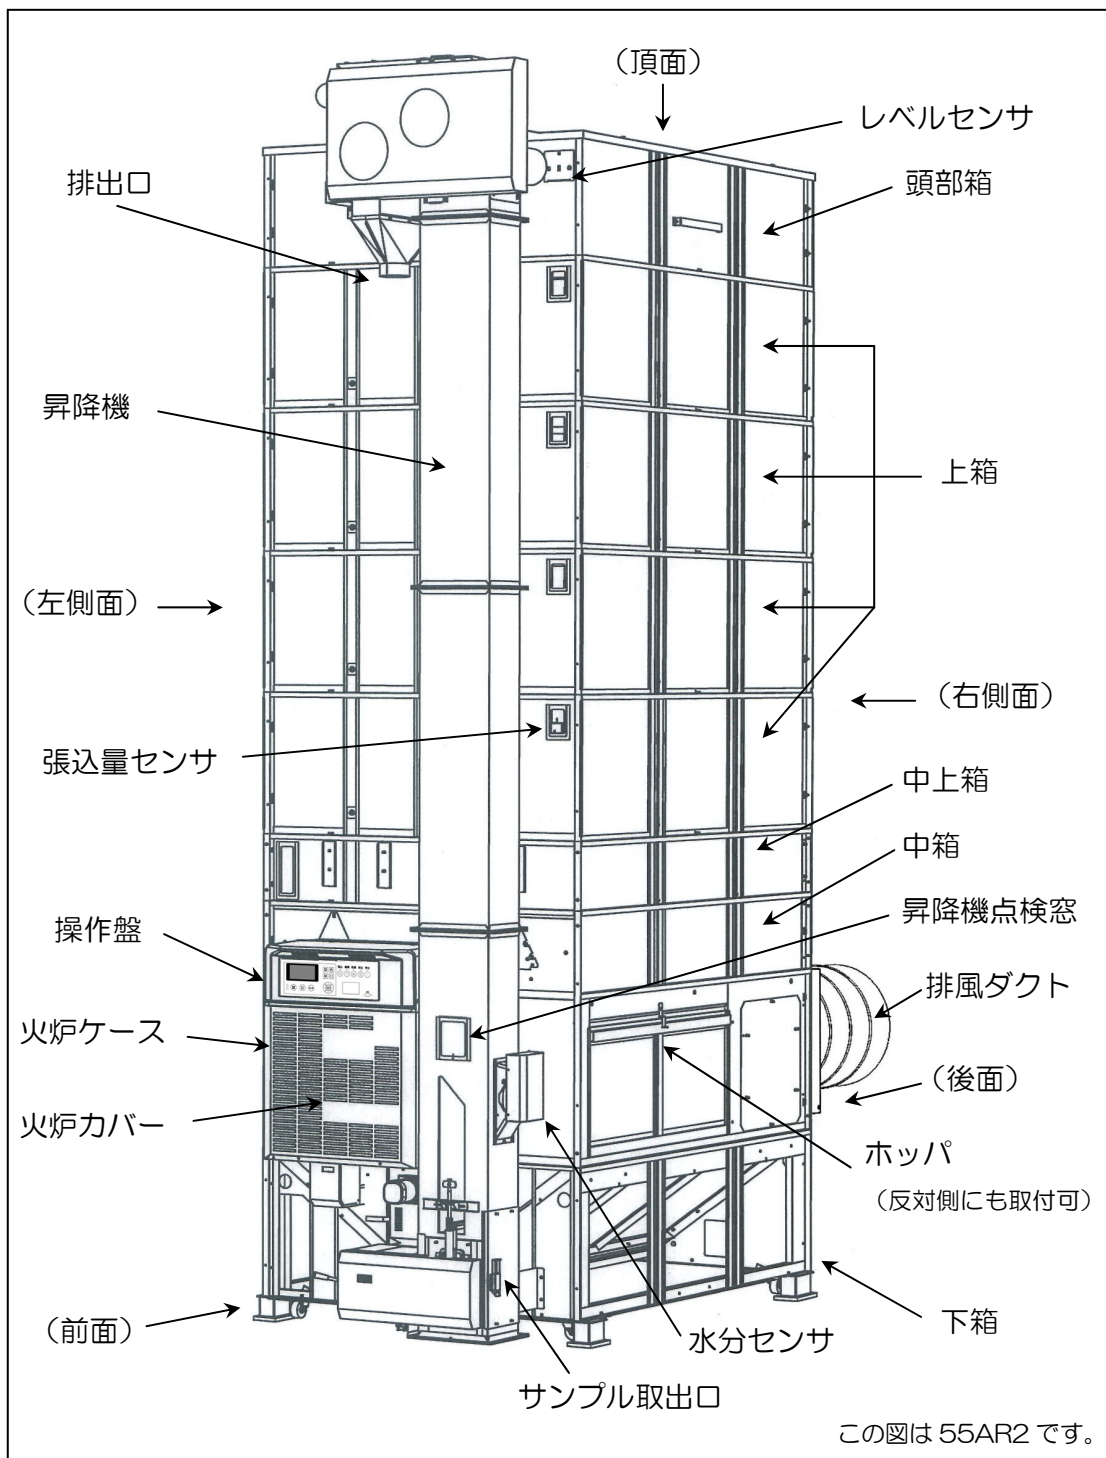 （頂面）
レベルセンサ
排出口
頭部箱
昇降機
上箱
（左側面）
（右側面）
張込量センサ
中上箱
中箱
昇降機点検窓
操作盤
排風ダクト
火炉ケース
（後面）
火炉カバー
ホッパ
（反対側にも取付可）
（前面）
下箱
水分センサ
サンプル取出口
この図は 55AR2 です。